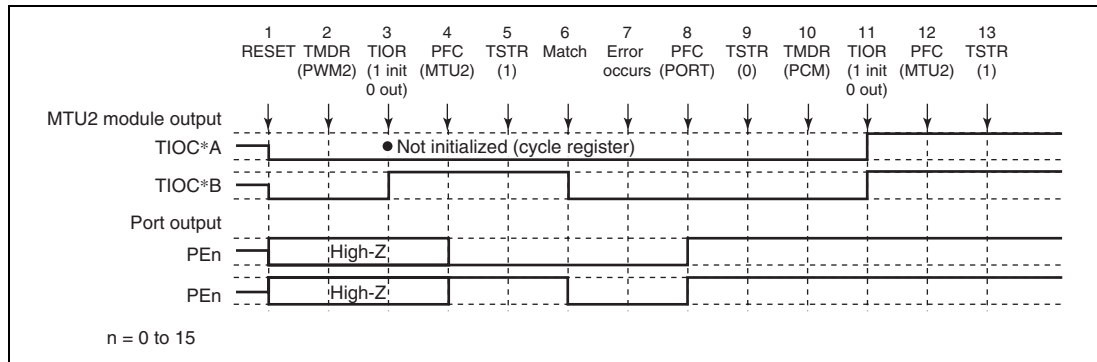 1 2 3 4 5 6 7 8 9 10 11 12 13
RESET TMDR TIOR PFC TSTR Match Error PFC TSTR TMDR TIOR PFC TSTR
(PWM2) (1 init (MTU2) (1) occurs (PORT) (0) (PCM) (1 init (MTU2) (1)
0 out) 0 out)
MTU2 module output
TIOC*A ● Not initialized (cycle register)
TIOC*B
Port output
PEn High-Z
PEn High-Z
n = 0 to 15